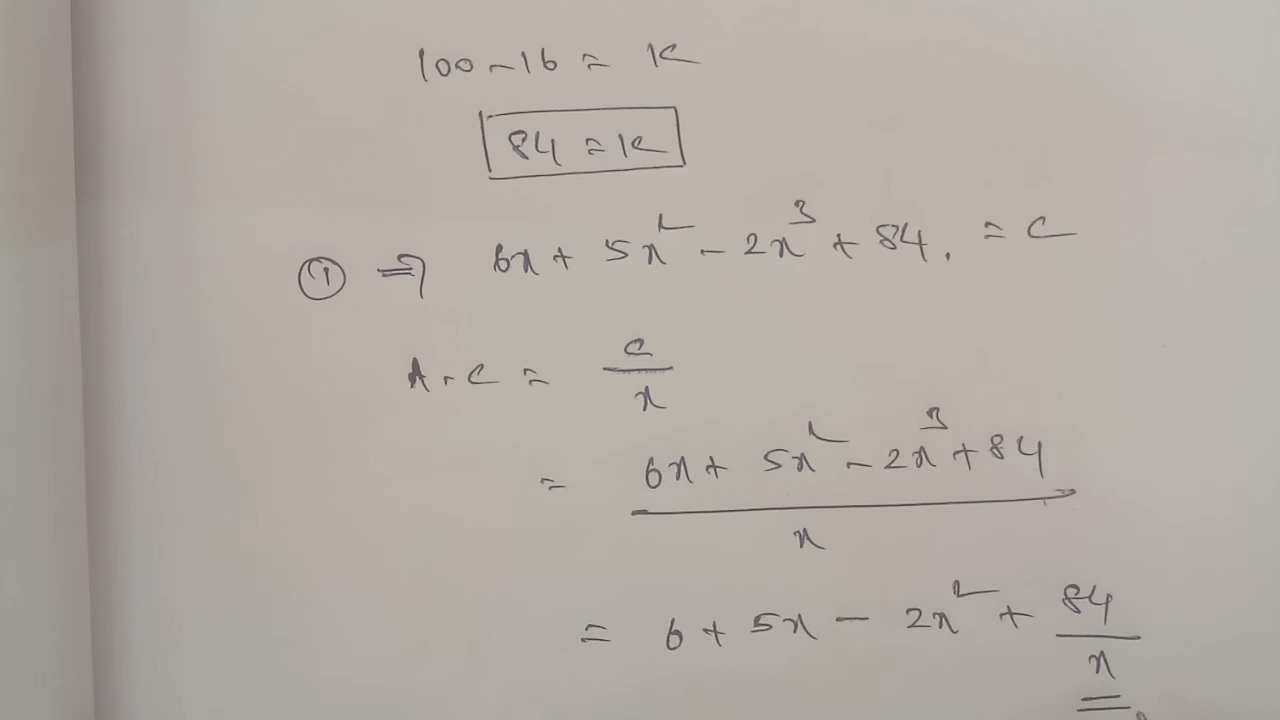 100 - 16 = K
84 = K
① ⇒ 6x + 5x² - 2x³ + 84. = C
A.C = C/x
= (6x + 5x² - 2x³ + 84)/x
= 6 + 5x - 2x² + 84/x